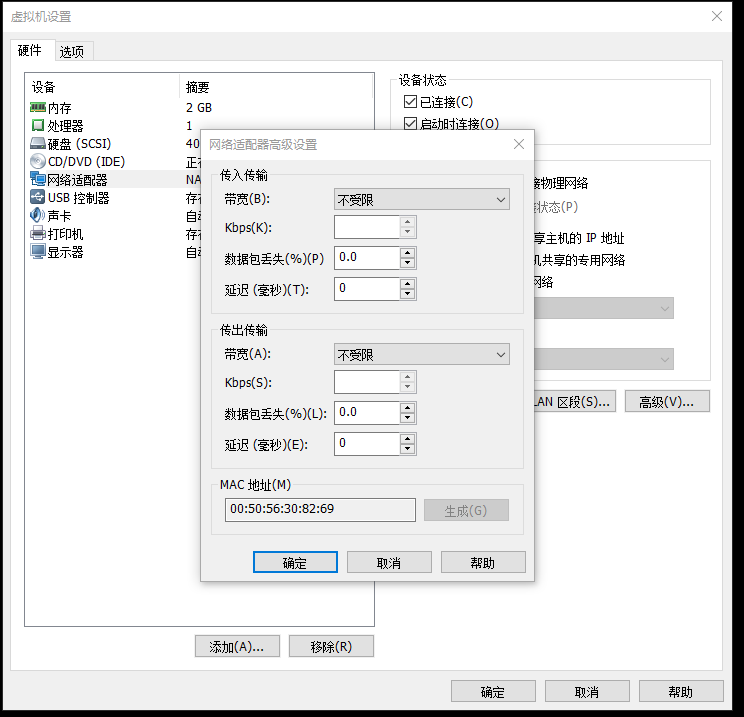 虚拟机设置
硬件 选项
设备 摘要
内存 2 GB
处理器 1
硬盘 (SCSI) 40
CD/DVD (IDE) 正在
网络适配器 NA
USB 控制器 存在
声卡 自动
打印机 存在
显示器 自动
添加(A)... 移除(R)
设备状态
已连接(C)
启动时连接(O)
接物理网络
状态(P)
享主机的 IP 地址
机共享的专用网络
网络
LAN 区段(S)... 高级(V)...
网络适配器高级设置
传入传输
带宽(B): 不受限
Kbps(K):
数据包丢失(%)(P) 0.0
延迟 (毫秒)(T): 0
传出传输
带宽(A): 不受限
Kbps(S):
数据包丢失(%)(L): 0.0
延迟 (毫秒)(E): 0
MAC 地址(M)
00:50:56:30:82:69 生成(G)
确定 取消 帮助
确定 取消 帮助